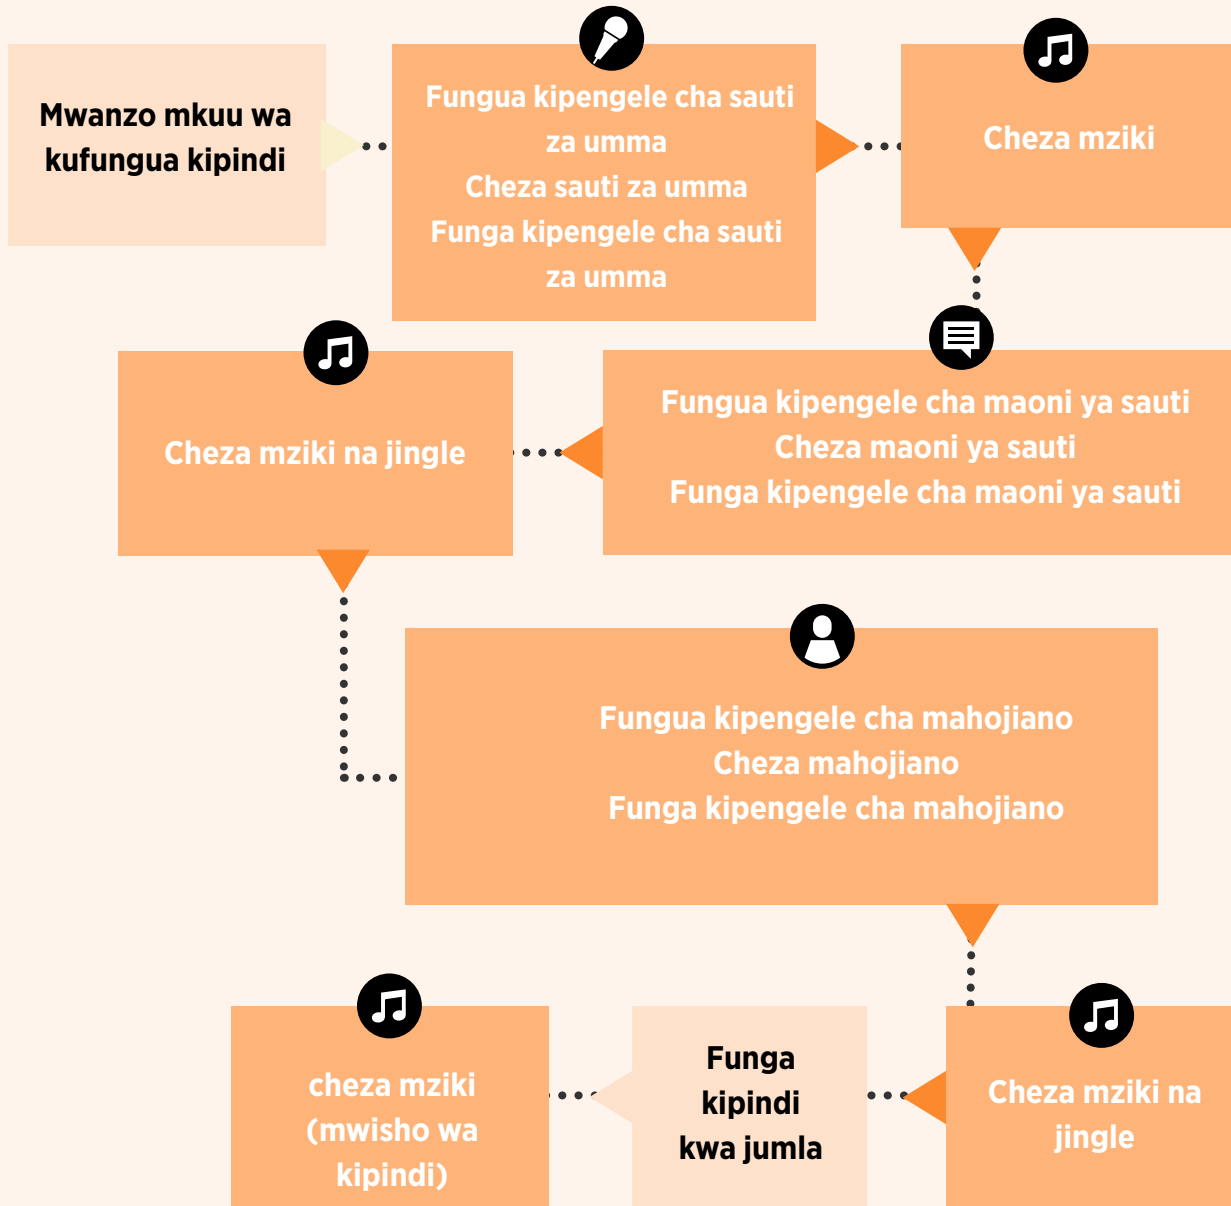 Mwanzo mkuu wa
kufungua kipindi
Fungua kipengele cha sauti
za umma
Cheza sauti za umma
Funga kipengele cha sauti
za umma
Cheza mziki
Fungua kipengele cha maoni ya sauti
Cheza maoni ya sauti
Funga kipengele cha maoni ya sauti
Cheza mziki na jingle
Fungua kipengele cha mahojiano
Cheza mahojiano
Funga kipengele cha mahojiano
Cheza mziki na
jingle
Funga
kipindi
kwa jumla
cheza mziki
(mwisho wa
kipindi)